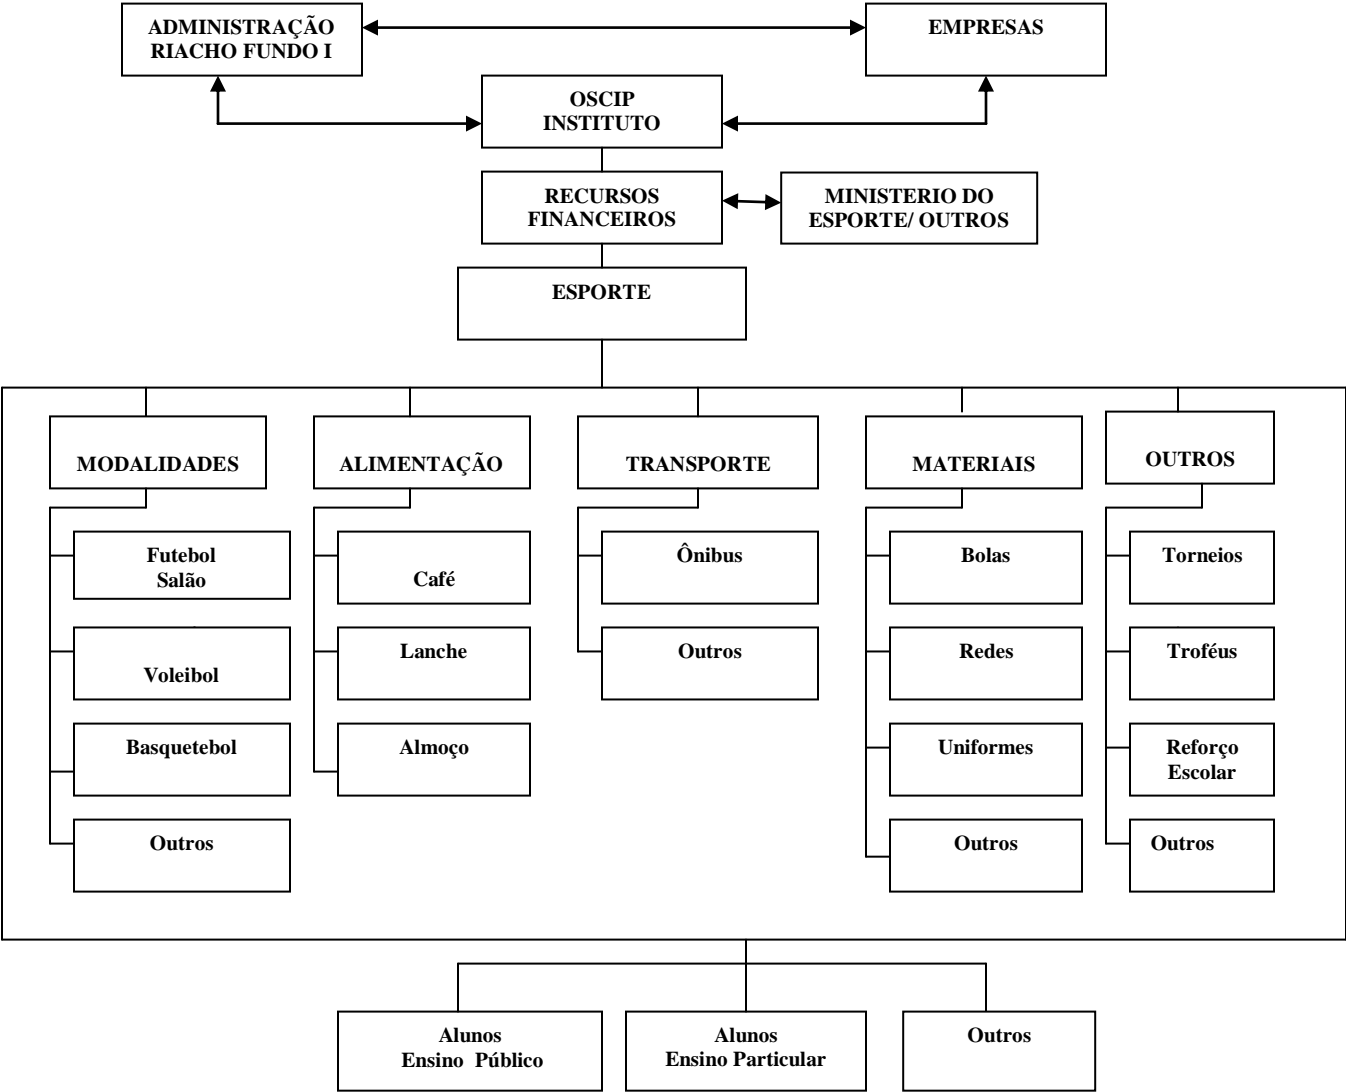 ADMINISTRAÇÃO
RIACHO FUNDO I
EMPRESAS
OSCIP
INSTITUTO
RECURSOS
FINANCEIROS
MINISTERIO DO
ESPORTE/ OUTROS
ESPORTE
MODALIDADES
ALIMENTAÇÃO
TRANSPORTE
MATERIAIS
OUTROS
Futebol
Salão
Voleibol
Basquetebol
Outros
Café
Lanche
Almoço
Ônibus
Outros
Bolas
Redes
Uniformes
Outros
Torneios
Troféus
Reforço
Escolar
Outros
Alunos
Ensino Público
Alunos
Ensino Particular
Outros